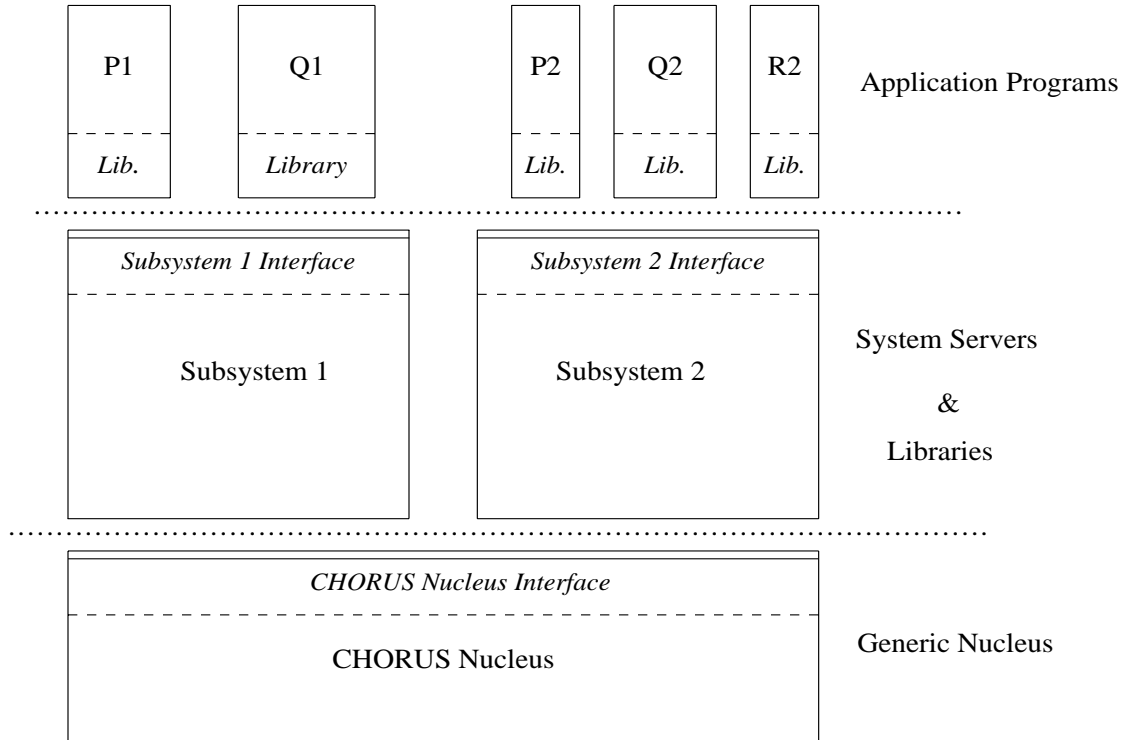 P1
Q1
P2
Q2
R2
Application Programs
Lib.
Library
Lib.
Lib.
Lib.
Subsystem 1 Interface
Subsystem 2 Interface
System Servers
Subsystem 1
Subsystem 2
&
Libraries
CHORUS Nucleus Interface
Generic Nucleus
CHORUS Nucleus